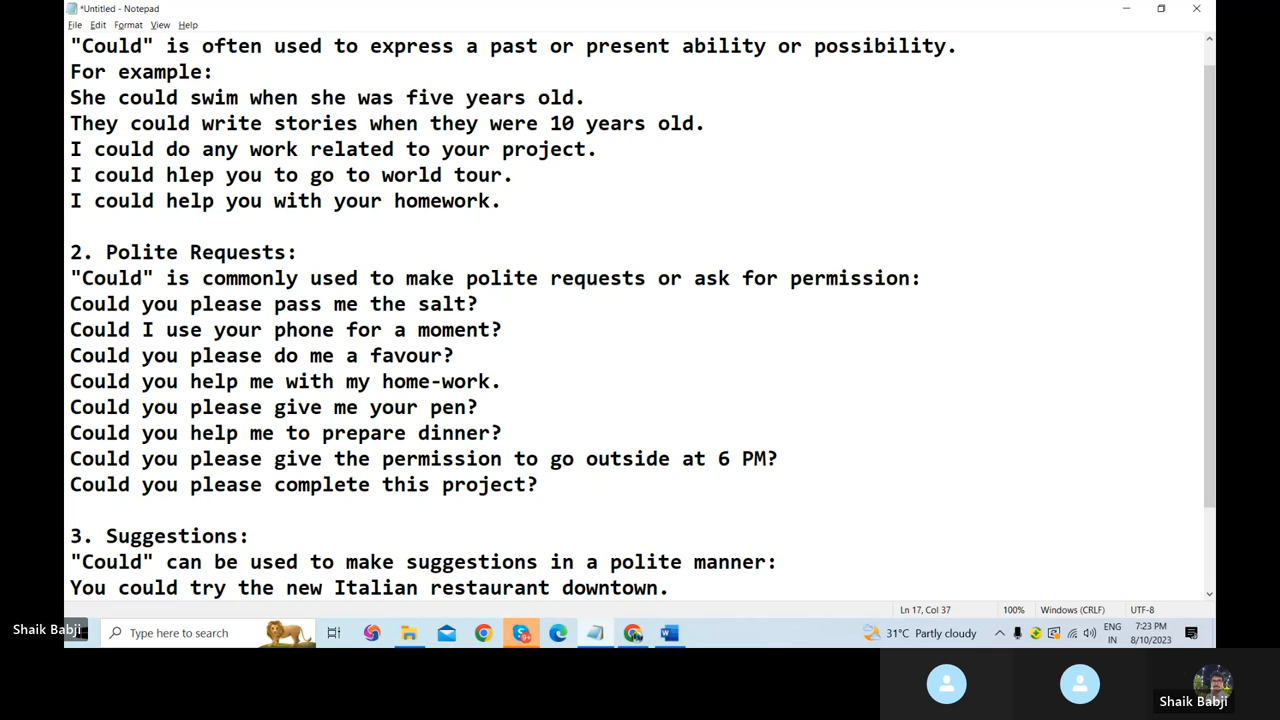 *Untitled - Notepad
File Edit Format View Help
"Could" is often used to express a past or present ability or possibility.
For example:
She could swim when she was five years old.
They could write stories when they were 10 years old.
I could do any work related to your project.
I could hlep you to go to world tour.
I could help you with your homework.
2. Polite Requests:
"Could" is commonly used to make polite requests or ask for permission:
Could you please pass me the salt?
Could I use your phone for a moment?
Could you please do me a favour?
Could you help me with my home-work.
Could you please give me your pen?
Could you help me to prepare dinner?
Could you please give the permission to go outside at 6 PM?
Could you please complete this project?
3. Suggestions:
"Could" can be used to make suggestions in a polite manner:
You could try the new Italian restaurant downtown.
Ln 17, Col 37 100% Windows (CRLF) UTF-8
Shaik Babji
Type here to search
31°C Partly cloudy
ENG
IN
7:23 PM
8/10/2023
Shaik Babji